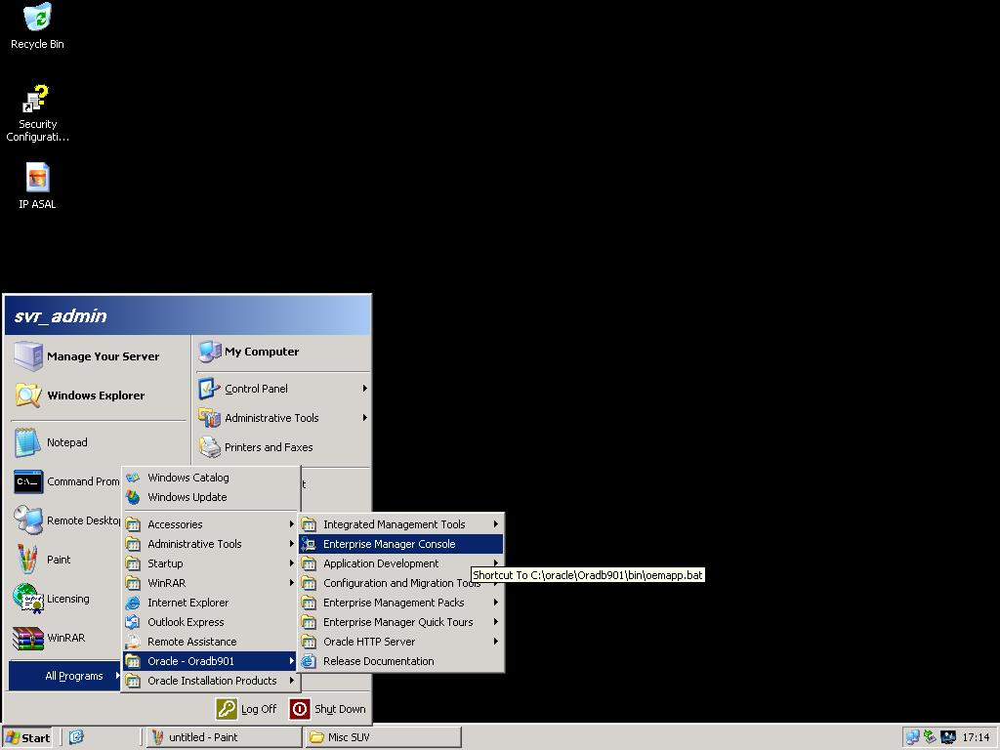 Recycle Bin
Security
Configurati...
IP ASAL
svr_admin
Manage Your Server
Windows Explorer
Notepad
Command Prom
Remote Desktop
Paint
Licensing
WinRAR
All Programs
My Computer
Control Panel
Administrative Tools
Printers and Faxes
t
Windows Catalog
Windows Update
Accessories
Administrative Tools
Startup
WinRAR
Internet Explorer
Outlook Express
Remote Assistance
Oracle - Oradb901
Oracle Installation Products
Integrated Management Tools
Enterprise Manager Console
Application Development
Shortcut To C:\oracle\Oradb901\bin\oemapp.bat
Configuration and Migration Tools
Enterprise Management Packs
Enterprise Manager Quick Tours
Oracle HTTP Server
Release Documentation
Log Off
Shut Down
Start
untitled - Paint
Misc SUV
17:14
C:\_